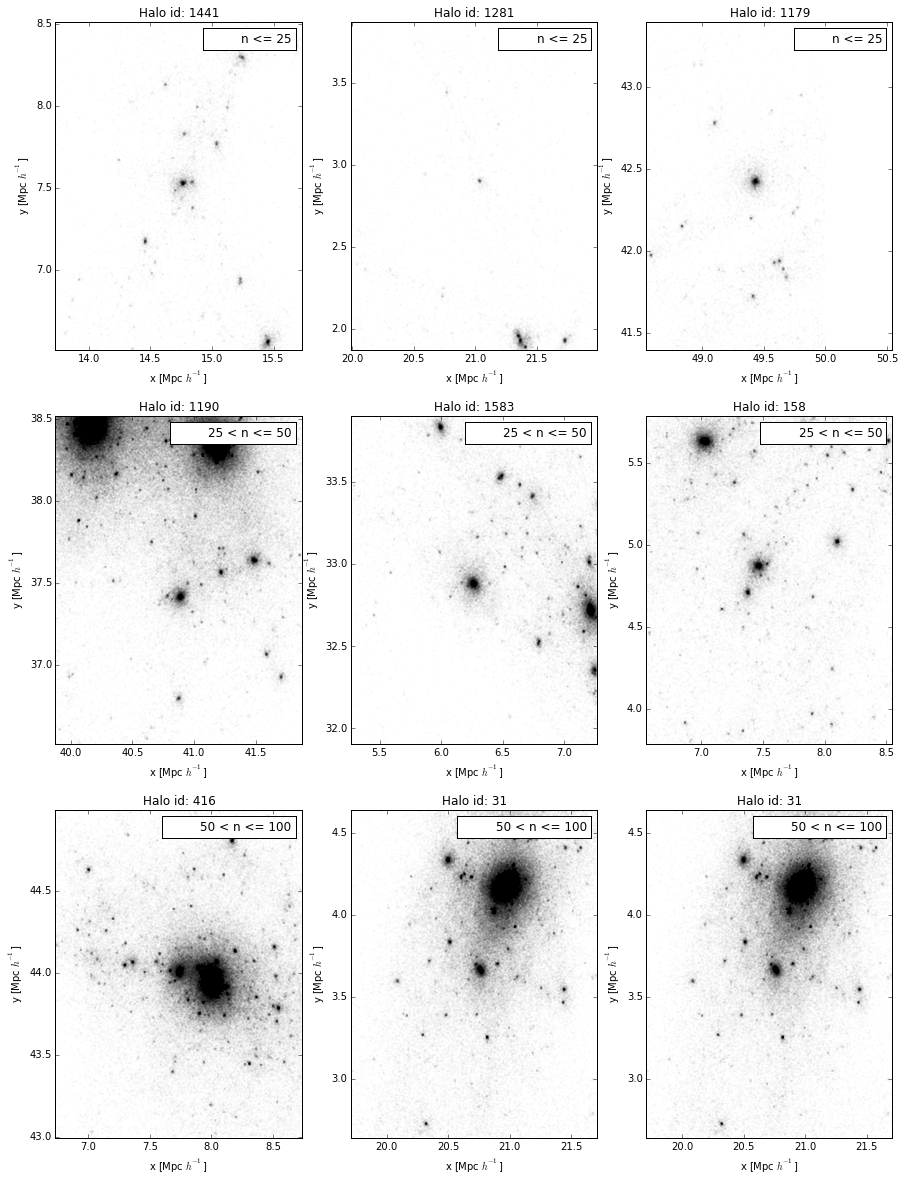 Halo id: 1441
n <= 25
8.5
8.0
7.5
7.0
y [Mpc h⁻¹ ]
14.0 14.5 15.0 15.5
x [Mpc h⁻¹ ]
Halo id: 1281
n <= 25
3.5
3.0
2.5
2.0
y [Mpc h⁻¹ ]
20.0 20.5 21.0 21.5
x [Mpc h⁻¹ ]
Halo id: 1179
n <= 25
43.0
42.5
42.0
41.5
y [Mpc h⁻¹ ]
49.0 49.5 50.0 50.5
x [Mpc h⁻¹ ]
Halo id: 1190
25 < n <= 50
38.5
38.0
37.5
37.0
y [Mpc h⁻¹ ]
40.0 40.5 41.0 41.5
x [Mpc h⁻¹ ]
Halo id: 1583
25 < n <= 50
33.5
33.0
32.5
32.0
y [Mpc h⁻¹ ]
5.5 6.0 6.5 7.0
x [Mpc h⁻¹ ]
Halo id: 158
25 < n <= 50
5.5
5.0
4.5
4.0
y [Mpc h⁻¹ ]
7.0 7.5 8.0 8.5
x [Mpc h⁻¹ ]
Halo id: 416
50 < n <= 100
44.5
44.0
43.5
43.0
y [Mpc h⁻¹ ]
7.0 7.5 8.0 8.5
x [Mpc h⁻¹ ]
Halo id: 31
50 < n <= 100
4.5
4.0
3.5
3.0
y [Mpc h⁻¹ ]
20.0 20.5 21.0 21.5
x [Mpc h⁻¹ ]
Halo id: 31
50 < n <= 100
4.5
4.0
3.5
3.0
y [Mpc h⁻¹ ]
20.0 20.5 21.0 21.5
x [Mpc h⁻¹ ]